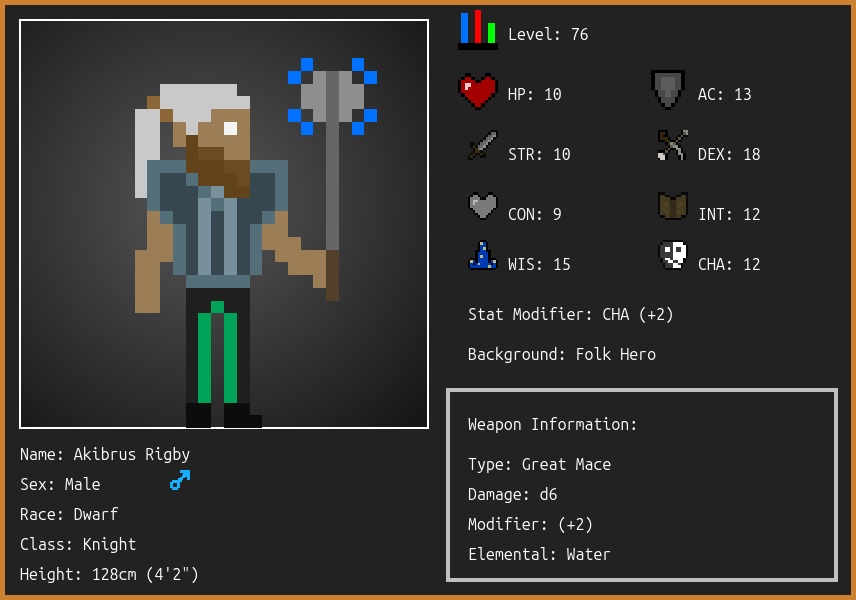 Level: 76
HP: 10
AC: 13
STR: 10
DEX: 18
CON: 9
INT: 12
WIS: 15
CHA: 12
Stat Modifier: CHA (+2)
Background: Folk Hero
Weapon Information:
Type: Great Mace
Damage: d6
Modifier: (+2)
Elemental: Water
Name: Akibrus Rigby
Sex: Male
Race: Dwarf
Class: Knight
Height: 128cm (4'2")